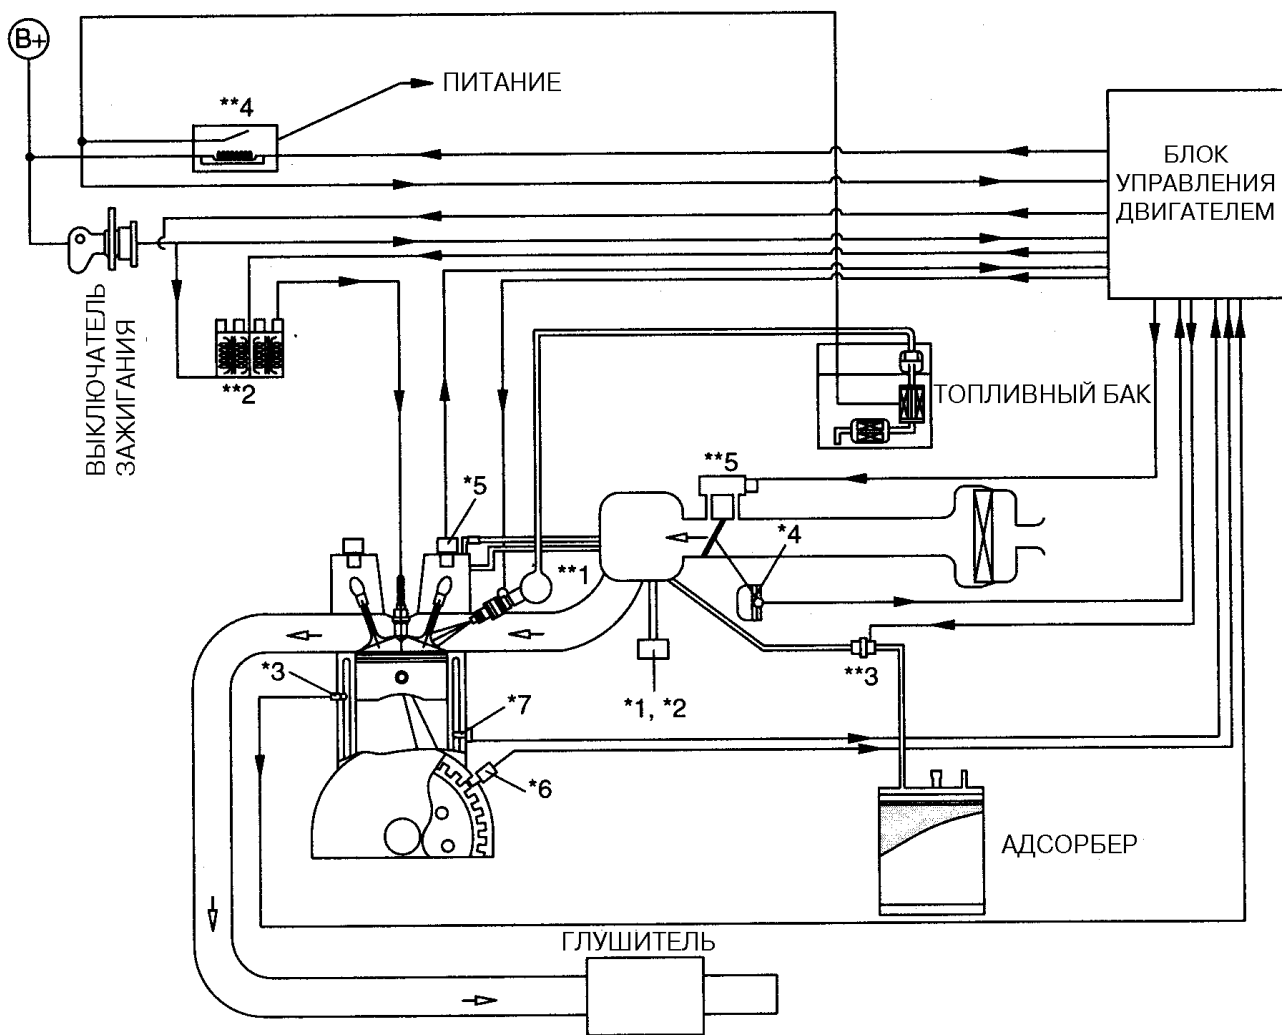 B+
ПИТАНИЕ
**4
БЛОК
УПРАВЛЕНИЯ
ДВИГАТЕЛЕМ
ВЫКЛЮЧАТЕЛЬ
ЗАЖИГАНИЯ
**2
ТОПЛИВНЫЙ БАК
**5
*5
*4
**1
*3
**3
*1, *2
*7
*6
АДСОРБЕР
ГЛУШИТЕЛЬ